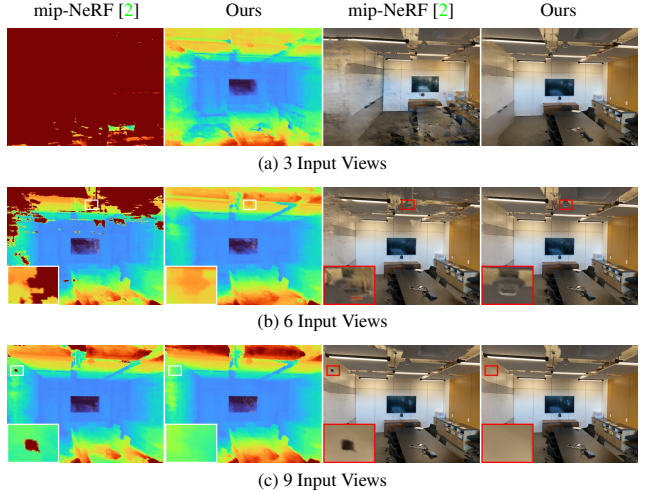 mip-NeRF [2] Ours mip-NeRF [2] Ours
(a) 3 Input Views
(b) 6 Input Views
(c) 9 Input Views